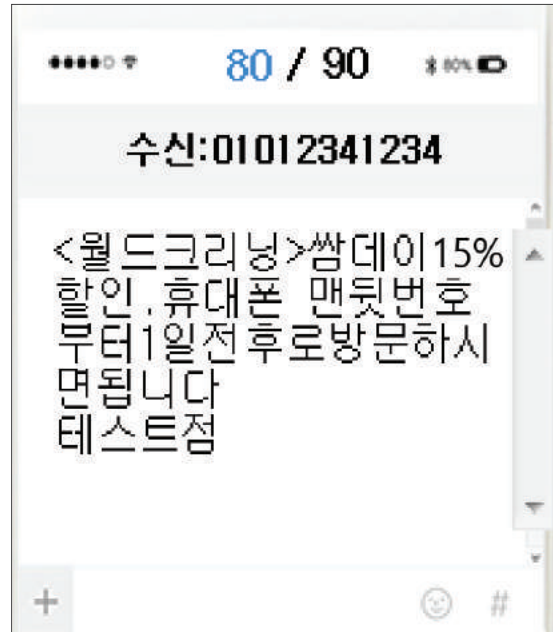 80 / 90
80%
수신:01012341234
<월드크리닝>쌈데이15%
할인.휴대폰 맨뒷번호
부터1일전후로방문하시
면됩니다
테스트점
+
#